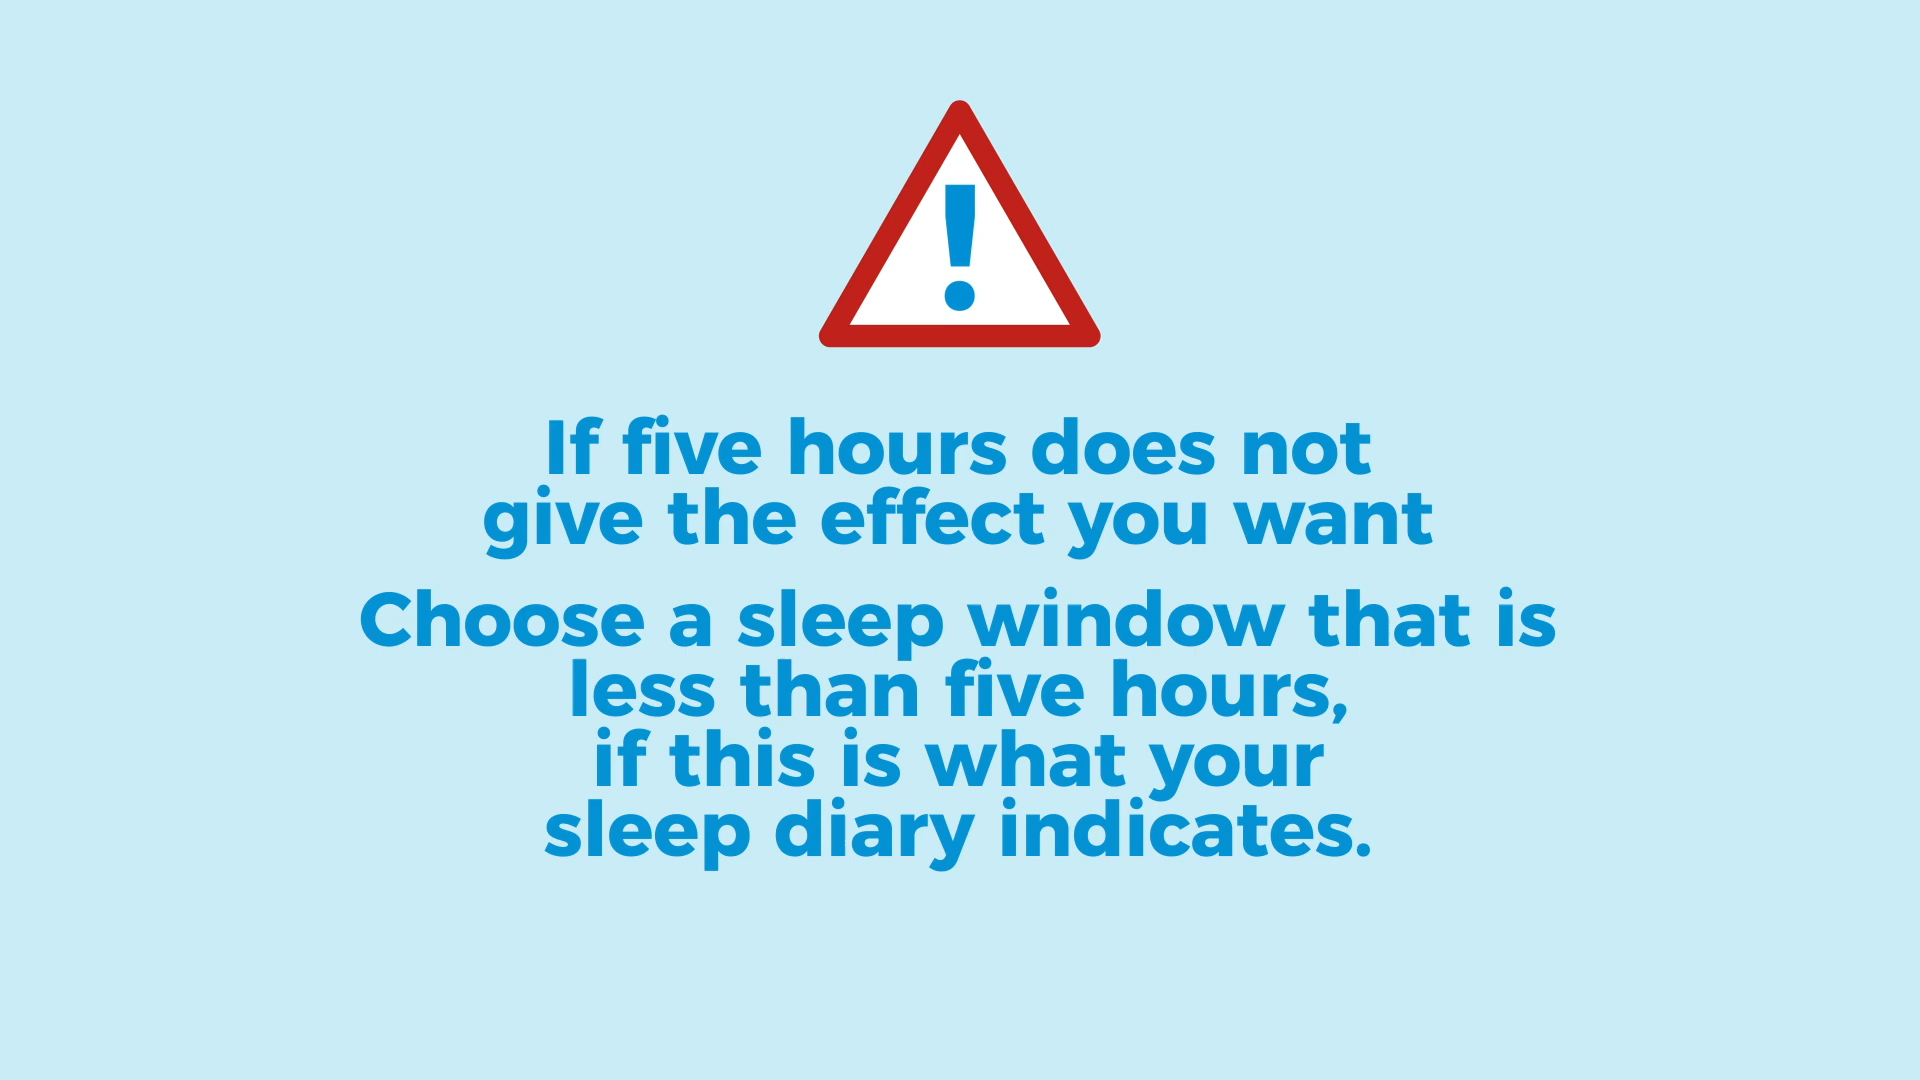 !
If five hours does not
give the effect you want
Choose a sleep window that is
less than five hours,
if this is what your
sleep diary indicates.